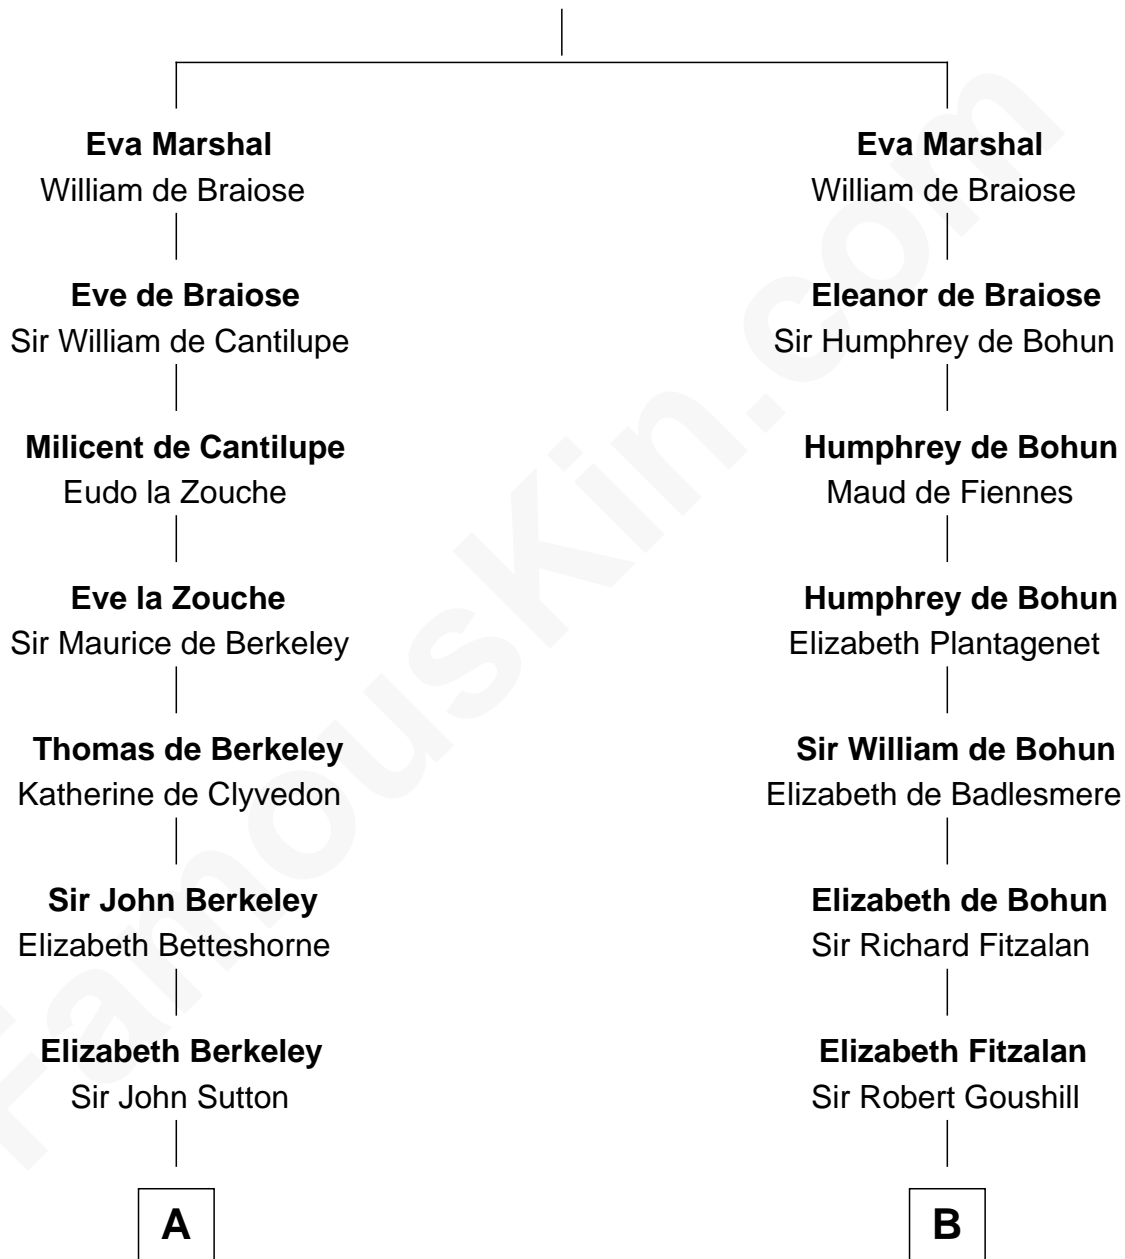 Eva Marshal
William de Braiose
Eva Marshal
William de Braiose
Eve de Braiose
Sir William de Cantilupe
Eleanor de Braiose
Sir Humphrey de Bohun
Milicent de Cantilupe
Eudo la Zouche
Humphrey de Bohun
Maud de Fiennes
Eve la Zouche
Sir Maurice de Berkeley
Humphrey de Bohun
Elizabeth Plantagenet
Thomas de Berkeley
Katherine de Clyvedon
Sir William de Bohun
Elizabeth de Badlesmere
Sir John Berkeley
Elizabeth Betteshorne
Elizabeth de Bohun
Sir Richard Fitzalan
Elizabeth Berkeley
Sir John Sutton
Elizabeth Fitzalan
Sir Robert Goushill
A
B
FamousKin.com